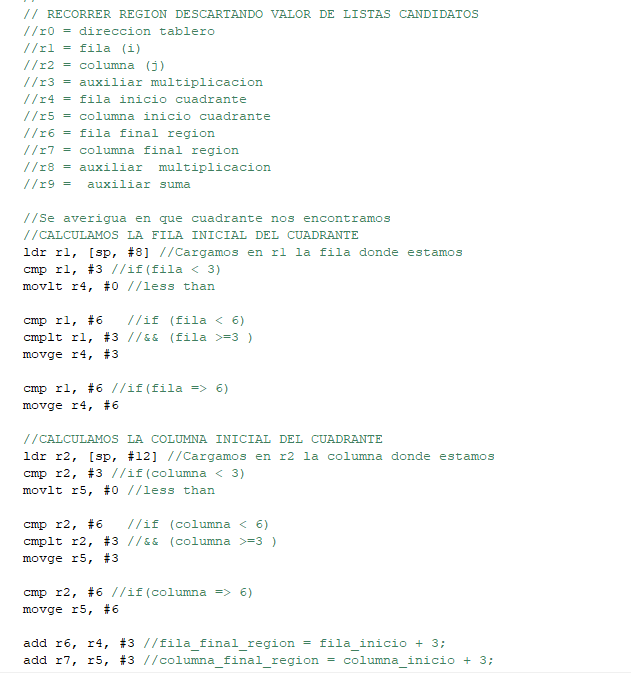 // RECORRER REGION DESCARTANDO VALOR DE LISTAS CANDIDATOS
//r0 = direccion tablero
//r1 = fila (i)
//r2 = columna (j)
//r3 = auxiliar multiplicacion
//r4 = fila inicio cuadrante
//r5 = columna inicio cuadrante
//r6 = fila final region
//r7 = columna final region
//r8 = auxiliar  multiplicacion
//r9 =  auxiliar suma

//Se averigua en que cuadrante nos encontramos
//CALCULAMOS LA FILA INICIAL DEL CUADRANTE
ldr r1, [sp, #8] //Cargamos en r1 la fila donde estamos
cmp r1, #3 //if(fila < 3)
movlt r4, #0 //less than

cmp r1, #6   //if (fila < 6)
cmplt r1, #3 //&& (fila >=3 )
movge r4, #3

cmp r1, #6 //if(fila => 6)
movge r4, #6

//CALCULAMOS LA COLUMNA INICIAL DEL CUADRANTE
ldr r2, [sp, #12] //Cargamos en r2 la columna donde estamos
cmp r2, #3 //if(columna < 3)
movlt r5, #0 //less than

cmp r2, #6   //if (columna < 6)
cmplt r2, #3 //&& (columna >=3 )
movge r5, #3

cmp r2, #6 //if(columna => 6)
movge r5, #6

add r6, r4, #3 //fila_final_region = fila_inicio + 3;
add r7, r5, #3 //columna_final_region = columna_inicio + 3;